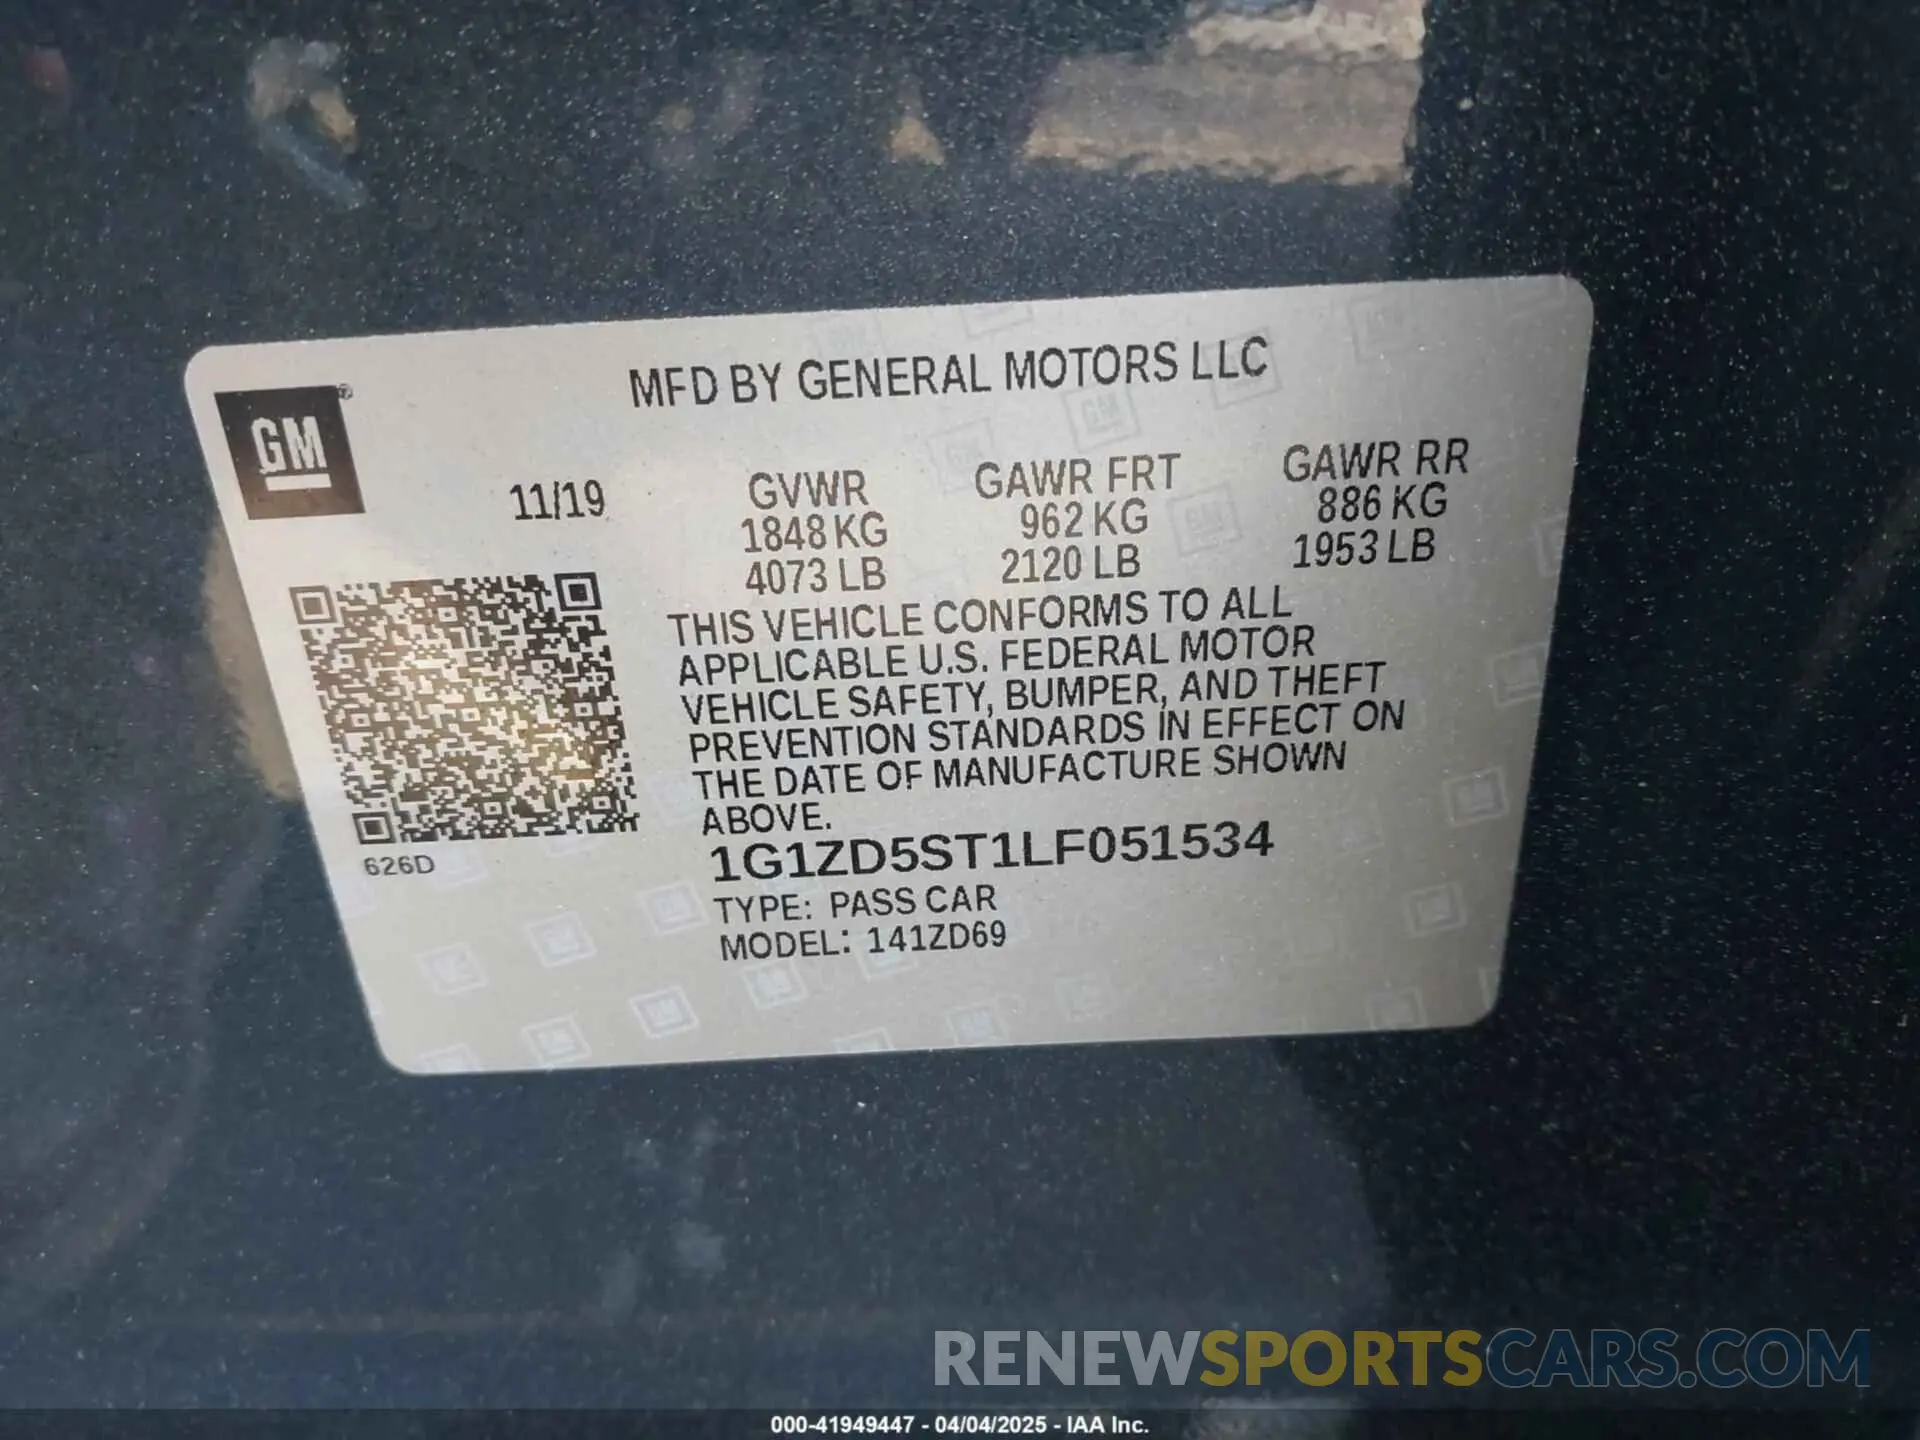 MFD BY GENERAL MOTORS LLC
GM®
11/19
GVWR
1848 KG
4073 LB
GAWR FRT
962 KG
2120 LB
GAWR RR
886 KG
1953 LB
THIS VEHICLE CONFORMS TO ALL
APPLICABLE U.S. FEDERAL MOTOR
VEHICLE SAFETY, BUMPER, AND THEFT
PREVENTION STANDARDS IN EFFECT ON
THE DATE OF MANUFACTURE SHOWN
ABOVE.
626D
1G1ZD5ST1LF051534
TYPE: PASS CAR
MODEL: 141ZD69
RENEWSPORTSCARS.COM
000-41949447 - 04/04/2025 - IAA Inc.